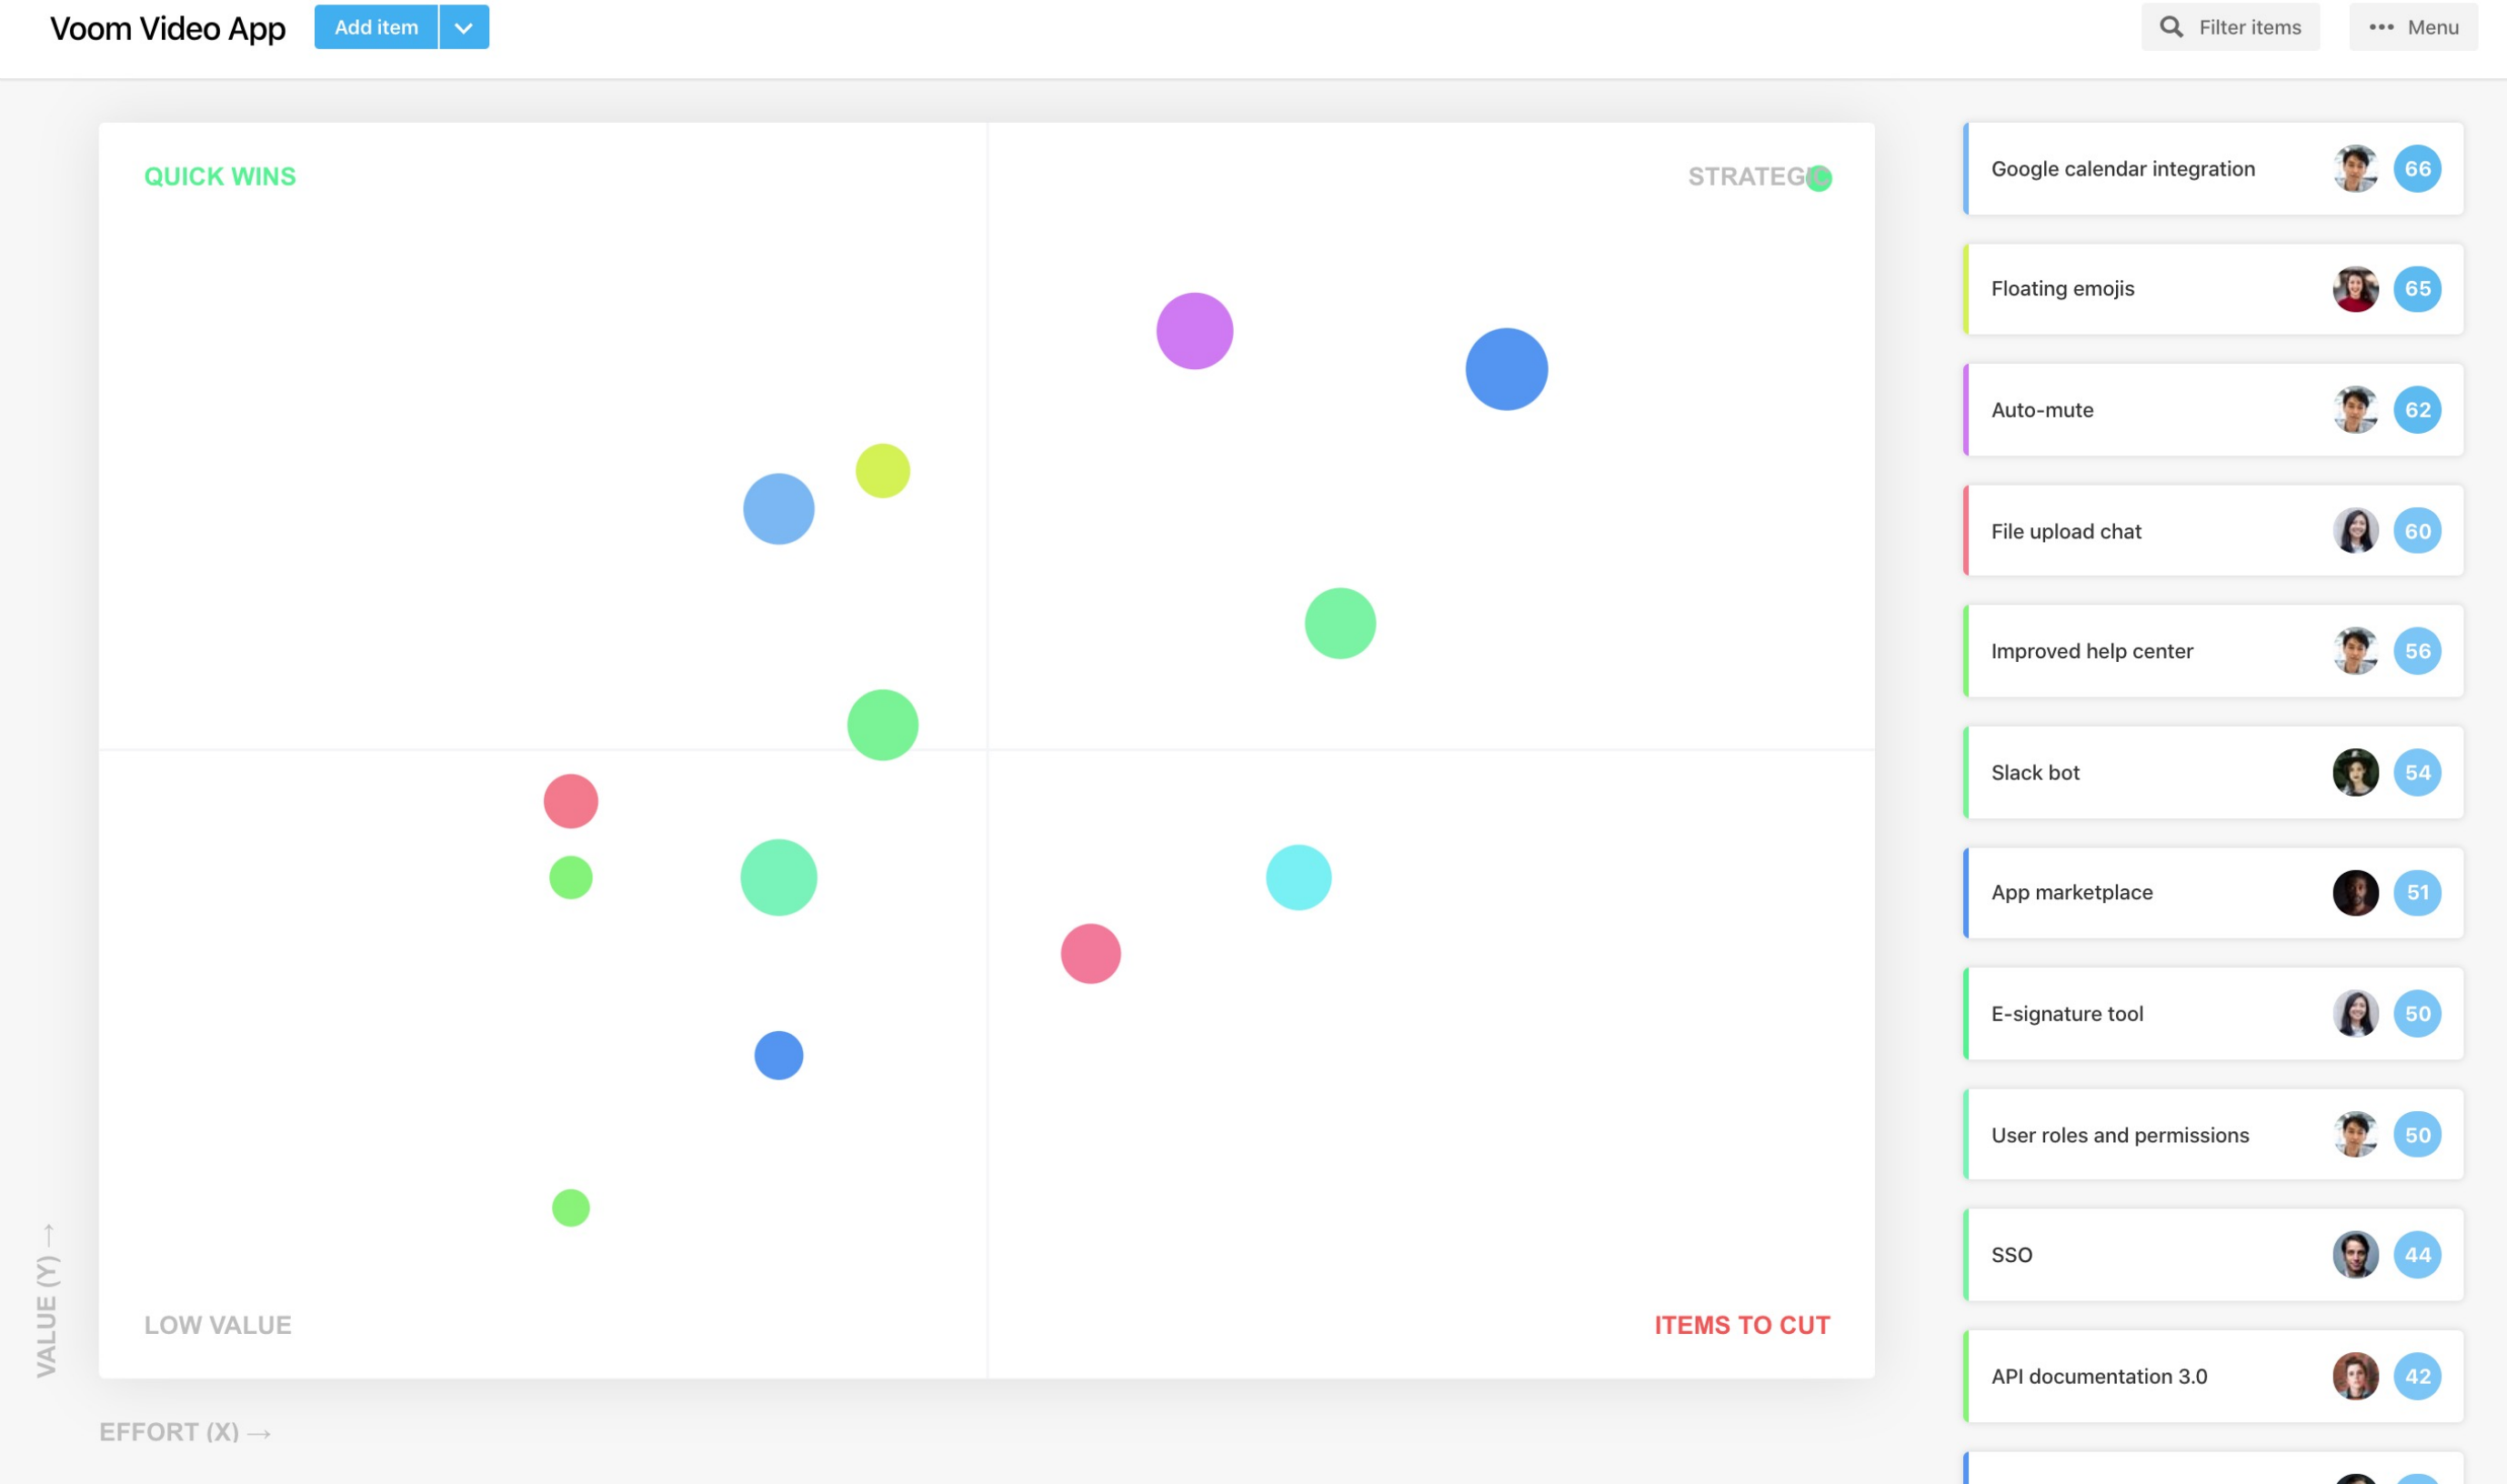 Voom Video App
Add item
Filter items
Menu
QUICK WINS
STRATEGIC
LOW VALUE
ITEMS TO CUT
VALUE (Y) →
EFFORT (X) →
Google calendar integration 66
Floating emojis 65
Auto-mute 62
File upload chat 60
Improved help center 56
Slack bot 54
App marketplace 51
E-signature tool 50
User roles and permissions 50
SSO 44
API documentation 3.0 42